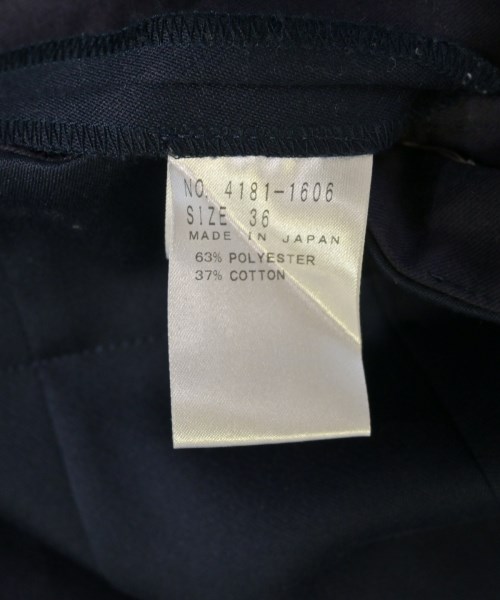 NO. 4181-1606
SIZE 36
MADE IN JAPAN
63% POLYESTER
37% COTTON